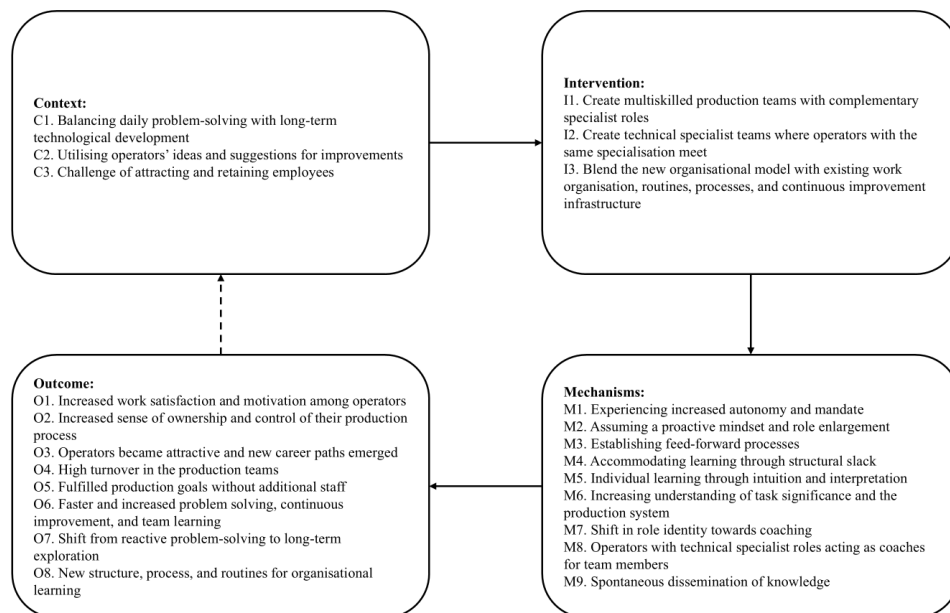 Context:
C1. Balancing daily problem-solving with long-term
technological development
C2. Utilising operators' ideas and suggestions for improvements
C3. Challenge of attracting and retaining employees
Intervention:
I1. Create multiskilled production teams with complementary
specialist roles
I2. Create technical specialist teams where operators with the
same specialisation meet
I3. Blend the new organisational model with existing work
organisation, routines, processes, and continuous improvement
infrastructure
Outcome:
O1. Increased work satisfaction and motivation among operators
O2. Increased sense of ownership and control of their production
process
O3. Operators became attractive and new career paths emerged
O4. High turnover in the production teams
O5. Fulfilled production goals without additional staff
O6. Faster and increased problem solving, continuous
improvement, and team learning
O7. Shift from reactive problem-solving to long-term
exploration
O8. New structure, process, and routines for organisational
learning
Mechanisms:
M1. Experiencing increased autonomy and mandate
M2. Assuming a proactive mindset and role enlargement
M3. Establishing feed-forward processes
M4. Accommodating learning through structural slack
M5. Individual learning through intuition and interpretation
M6. Increasing understanding of task significance and the
production system
M7. Shift in role identity towards coaching
M8. Operators with technical specialist roles acting as coaches
for team members
M9. Spontaneous dissemination of knowledge